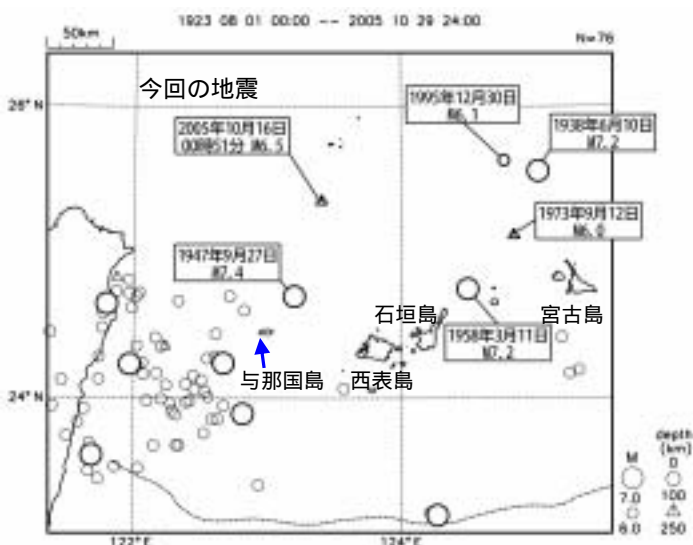 1923 08 01 00:00 -- 2005 10 29 24:00
50km
N=76
今回の地震
26°N
1995年12月30日
M6.1
2005年10月16日
00時51分 M6.5
1938年6月10日
M7.2
1973年9月12日
M6.0
1947年9月27日
M7.4
石垣島
宮古島
1958年3月11日
M7.2
与那国島
西表島
24°N
122°E
124°E
M
7.0
6.0
depth
(km)
0
100
250